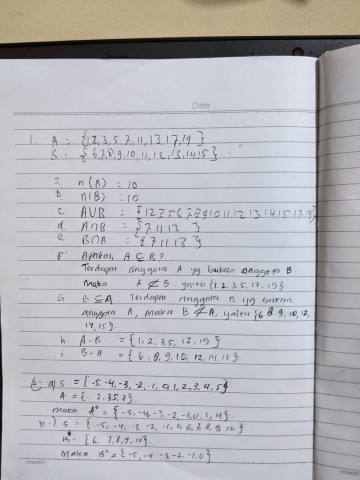 Date
1. A = {1,2,3,5,7,11,13,17,19}
S = {6,7,8,9,10,11,12,13,14,15}
a. n(A) = 10
b. n(B) = 10
c. A∪B = {1 2 3 5 6 7 8 9 10 11 12 13 14 15 17 19}
d. A∩B = {7 11 13}
e. B∩A = {7 11 13}
F Apakah, A ⊆ B?
Terdapat anggota A yg bukan anggota B.
maka A ⊄ B. yaitu {1,2,3,5,17,19}
G B ⊆ A Terdapat anggota B yg bukan
anggota A, maka B ⊄ A, yaitu {6,8,9,10,12,
14,15}.
h. A-B = {1,2,3,5,17,19}
i B-A = {6,8,9,10,12,14,15}.
2. a) S = {-5,-4,-3,-2,-1,0,1,2,3,4,5}
A = {2,3,5,7}
maka Aᶜ = {-5,-4,-3,-2,-1,0,1,4}
b.) S = {-5,-4,-3,-2,-1,0,6,7,8,9,10}
B = {6,7,8,9,10}
maka Bᶜ = {-5,-4,-3-2,-1,0}